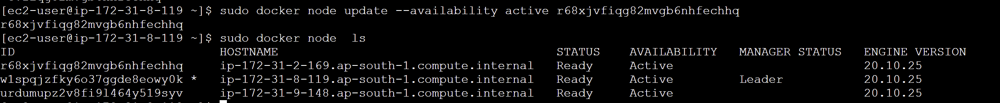 [ec2-user@ip-172-31-8-119 ~]$ sudo docker node update --availability active r68xjvfiqg82mvgb6nhfechhq
r68xjvfiqg82mvgb6nhfechhq
[ec2-user@ip-172-31-8-119 ~]$ sudo docker node  ls
ID HOSTNAME STATUS AVAILABILITY MANAGER STATUS ENGINE VERSION
r68xjvfiqg82mvgb6nhfechhq ip-172-31-2-169.ap-south-1.compute.internal Ready Active 20.10.25
w1spqjzfky6o37ggde8eowy0k * ip-172-31-8-119.ap-south-1.compute.internal Ready Active Leader 20.10.25
urdumupz2v8fi9l464y519syv ip-172-31-9-148.ap-south-1.compute.internal Ready Active 20.10.25